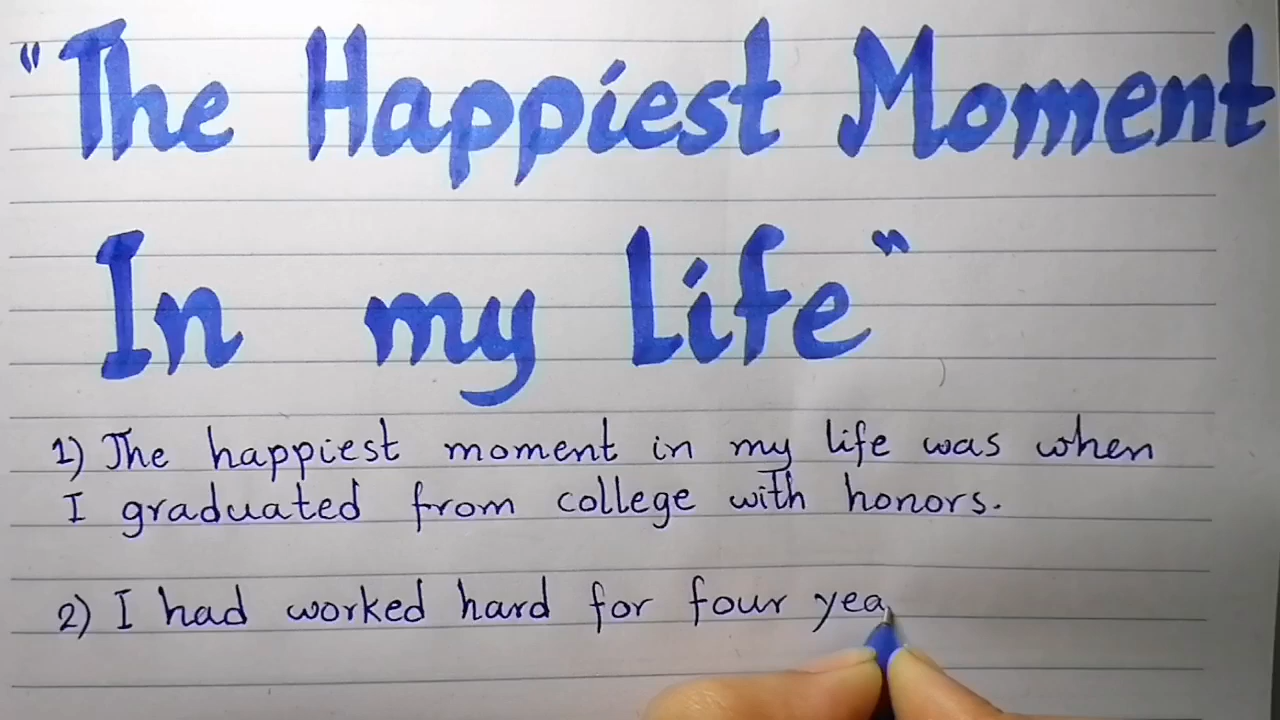 "The Happiest Moment
In my Life"
1) The happiest moment in my life was when
I graduated from college with honors.
2) I had worked hard for four yea